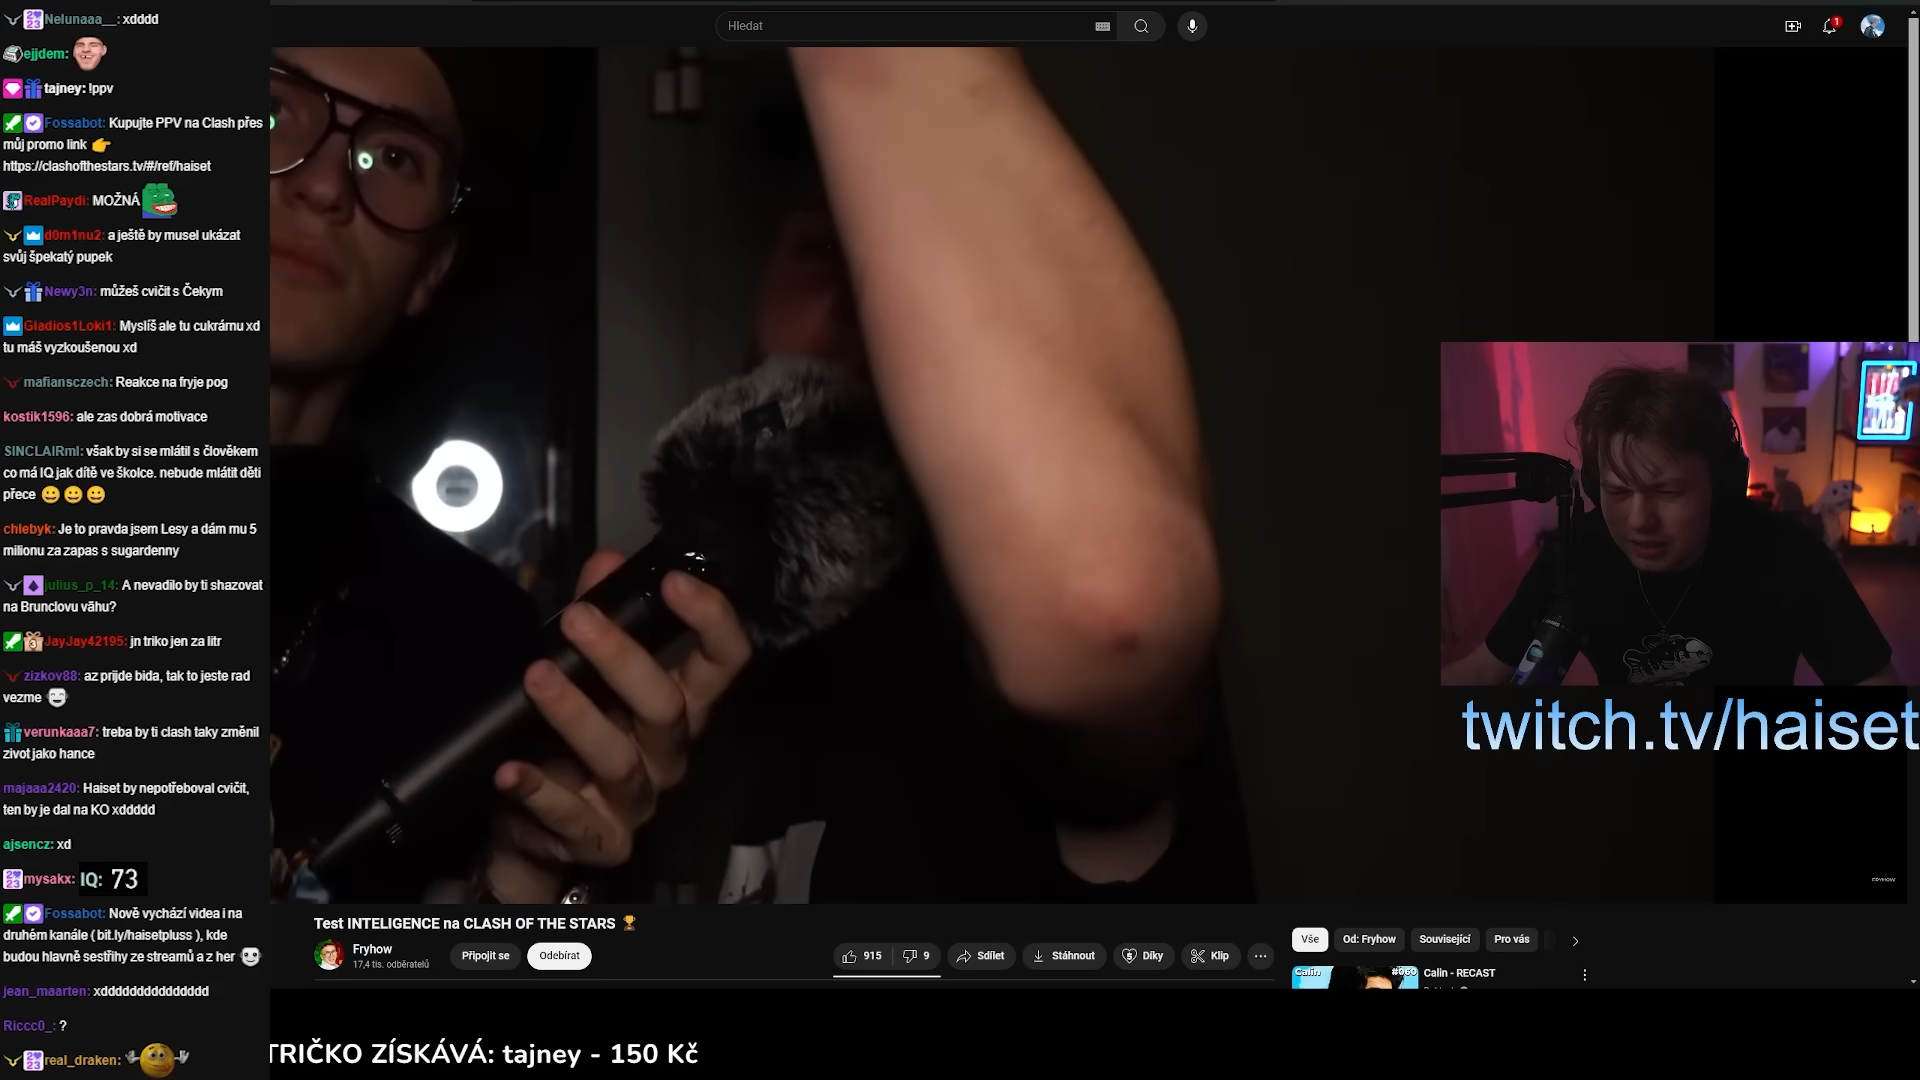 Nelunaaa__: xdddd
ejjdem:
tajney: !ppv
Fossabot: Kupujte PPV na Clash přes
můj promo link
https://clashofthestars.tv/#/ref/haiset
RealPaydi: MOŽNÁ
d0m1nu2: a ještě by musel ukázat
svůj špekatý pupek
Newy3n: můžeš cvičit s Čekym
Gladios1Loki1: Myslíš ale tu cukrárnu xd
tu máš vyzkoušenou xd
mafiansczech: Reakce na fryje pog
kostik1596: ale zas dobrá motivace
SINCLAIRml: však by si se mlátil s člověkem
co má IQ jak dítě ve školce. nebude mlátit děti
přece
chlebyk: Je to pravda jsem Lesy a dám mu 5
milionu za zapas s sugardenny
julius_p_14: A nevadilo by ti shazovat
na Brunclovu váhu?
JayJay42195: jn triko jen za litr
zizkov88: az prijde bida, tak to jeste rad
vezme
verunkaaa7: treba by ti clash taky změnil
zivot jako hance
majaaa2420: Haiset by nepotřeboval cvičit,
ten by je dal na KO xddddd
ajsencz: xd
mysakx: IQ: 73
Fossabot: Nově vychází videa i na
druhém kanále ( bit.ly/haisetpluss ), kde
budou hlavně sestřihy ze streamů a z her
jean_maarten: xddddddddddddddd
Riccc0_: ?
real_draken:
Hledat
1
twitch.tv/haiset
FRYHOW
Test INTELIGENCE na CLASH OF THE STARS
Fryhow
17,4 tis. odběratelů
Připojit se
Odebírat
915
9
Sdílet
Stáhnout
Díky
Klip
Vše
Od: Fryhow
Související
Pro vás
Calin
#060
Calin - RECAST
TRIČKO ZÍSKÁVÁ: tajney - 150 Kč